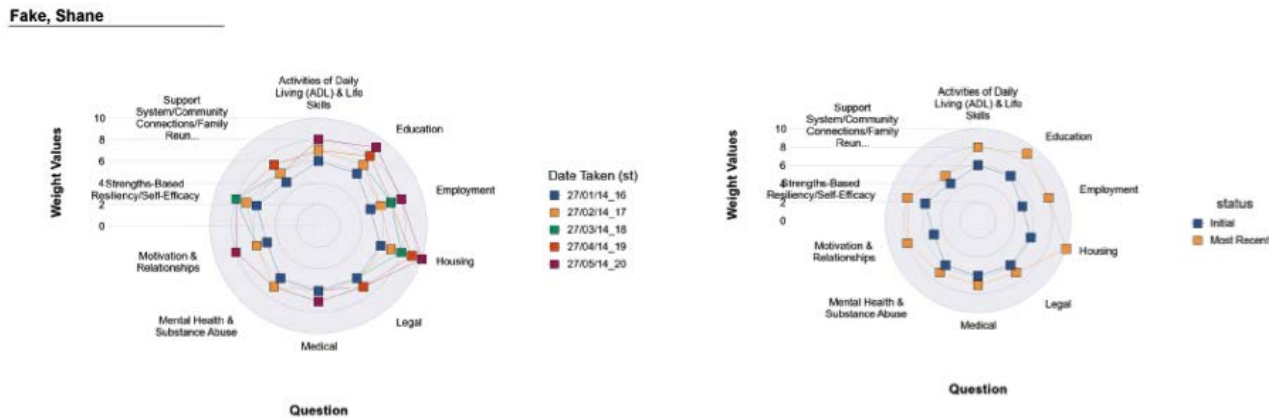 Fake, Shane
Activities of Daily
Living (ADL) & Life
Skills
Support
System/Community
Connections/Family
Reun...
Education
Employment
Housing
Legal
Medical
Mental Health &
Substance Abuse
Motivation &
Relationships
Strengths-Based
Resiliency/Self-Efficacy
Weight Values
10
8
6
4
2
0
Question
Date Taken (st)
27/01/14_16
27/02/14_17
27/03/14_18
27/04/14_19
27/05/14_20
Activities of Daily
Living (ADL) & Life
Skills
Support
System/Community
Connections/Family
Reun...
Education
Employment
Housing
Legal
Medical
Mental Health &
Substance Abuse
Motivation &
Relationships
Strengths-Based
Resiliency/Self-Efficacy
Weight Values
10
8
6
4
2
0
Question
status
Initial
Most Recent